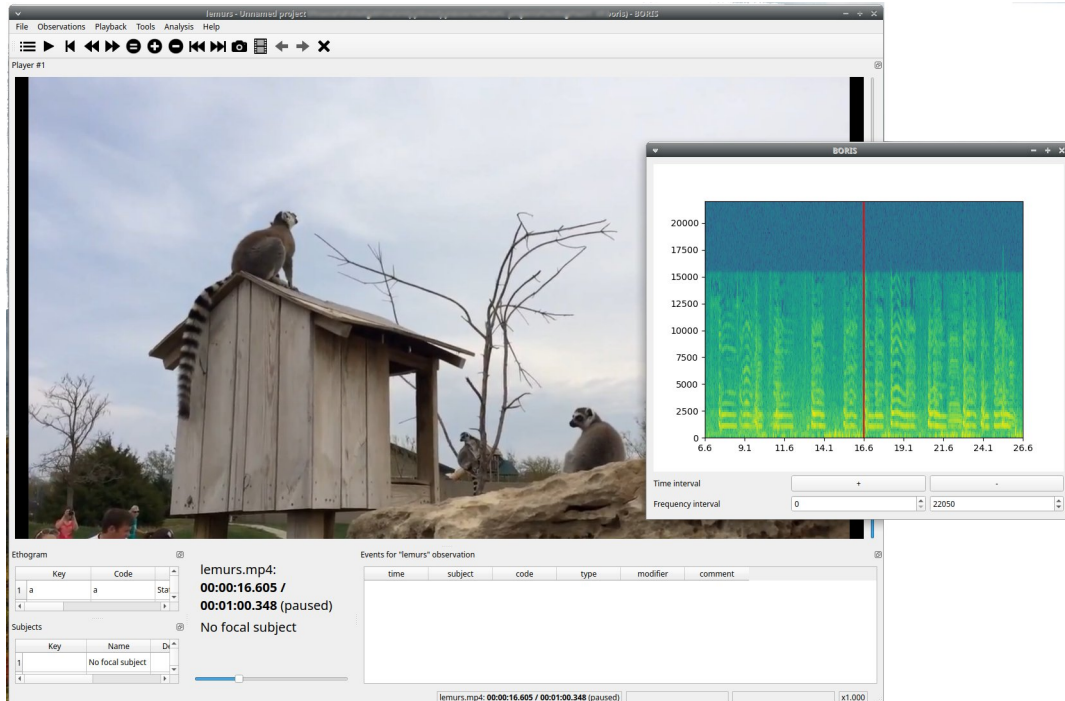 lemurs - Unnamed project
- BORIS
File Observations Playback Tools Analysis Help
Player #1
BORIS
20000
17500
15000
12500
10000
7500
5000
2500
0
6.6 9.1 11.6 14.1 16.6 19.1 21.6 24.1 26.6
Time interval + -
Frequency interval 0 22050
Ethogram
Key Code
1 a a Sta
Subjects
Key Name De
1 No focal subject
lemurs.mp4:
00:00:16.605 /
00:01:00.348 (paused)
No focal subject
Events for "lemurs" observation
time subject code type modifier comment
lemurs.mp4: 00:00:16.605 / 00:01:00.348 (paused) x1.000